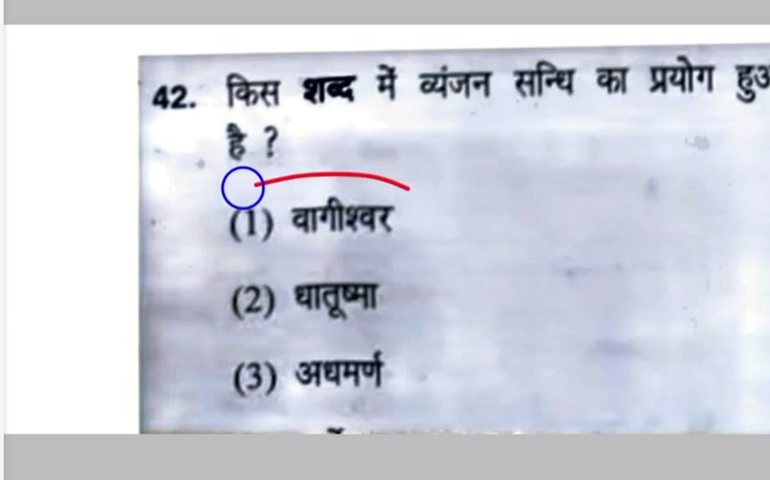 42. किस शब्द में व्यंजन सन्धि का प्रयोग
है ?
(1) वागीश्वर
(2) धातूष्मा
(3) अधमर्ण